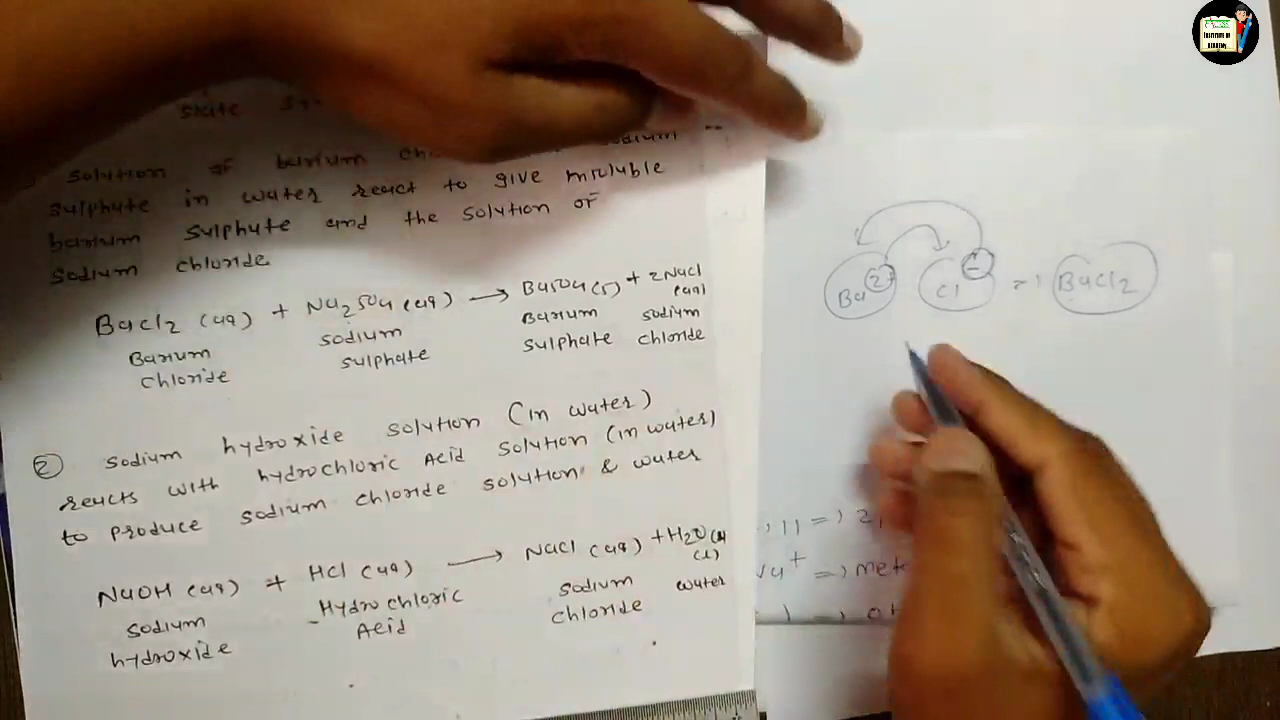 state
solution of barium sodium
sulphate in water react to give insoluble
barium sulphate and the solution of
sodium chloride
BaCl2 (aq) + Na2SO4 (aq) → BaSO4(s) + 2NaCl (aq)
Barium chloride
sodium sulphate
Barium sulphate
sodium chloride
② sodium hydroxide solution (in water)
reacts with hydrochloric Acid solution (in water)
to produce sodium chloride solution & water
NaOH (aq) + HCl (aq) → NaCl (aq) + H2O (l)
sodium hydroxide
Hydrochloric Acid
sodium chloride
water
Ba 2+ Cl - => BaCl2